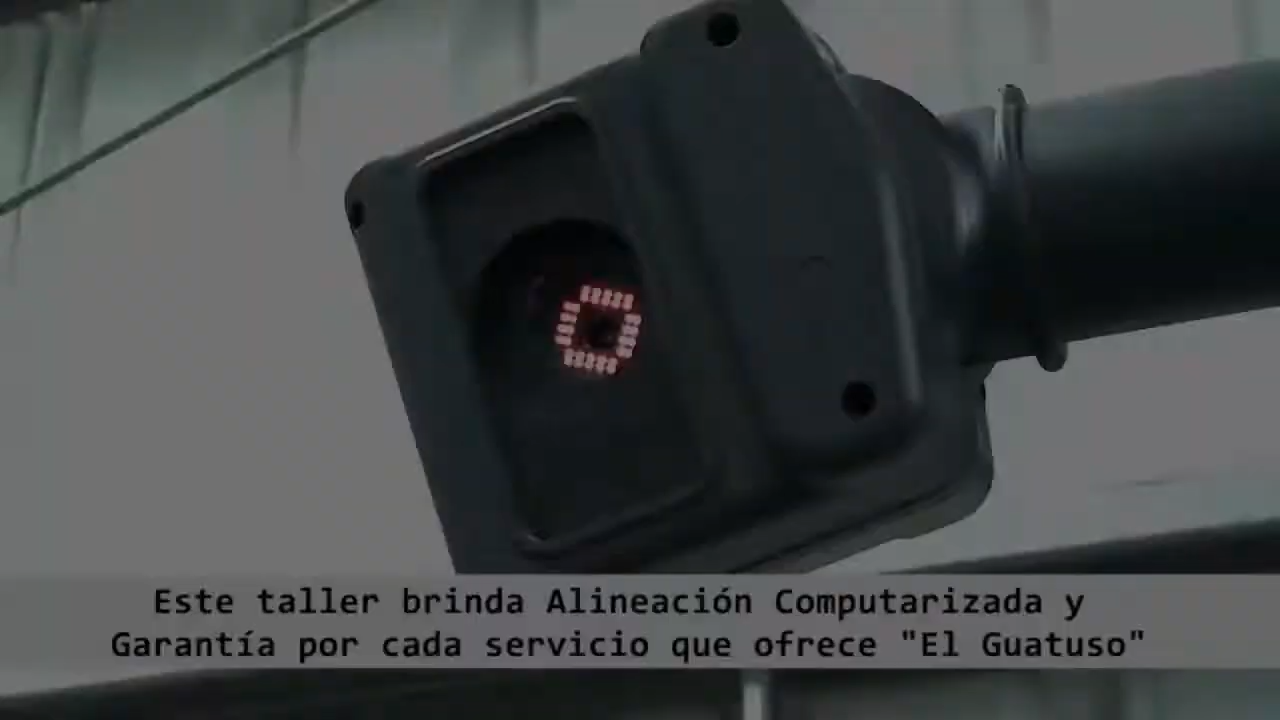 Este taller brinda Alineación Computarizada y
Garantía por cada servicio que ofrece "El Guatuso"